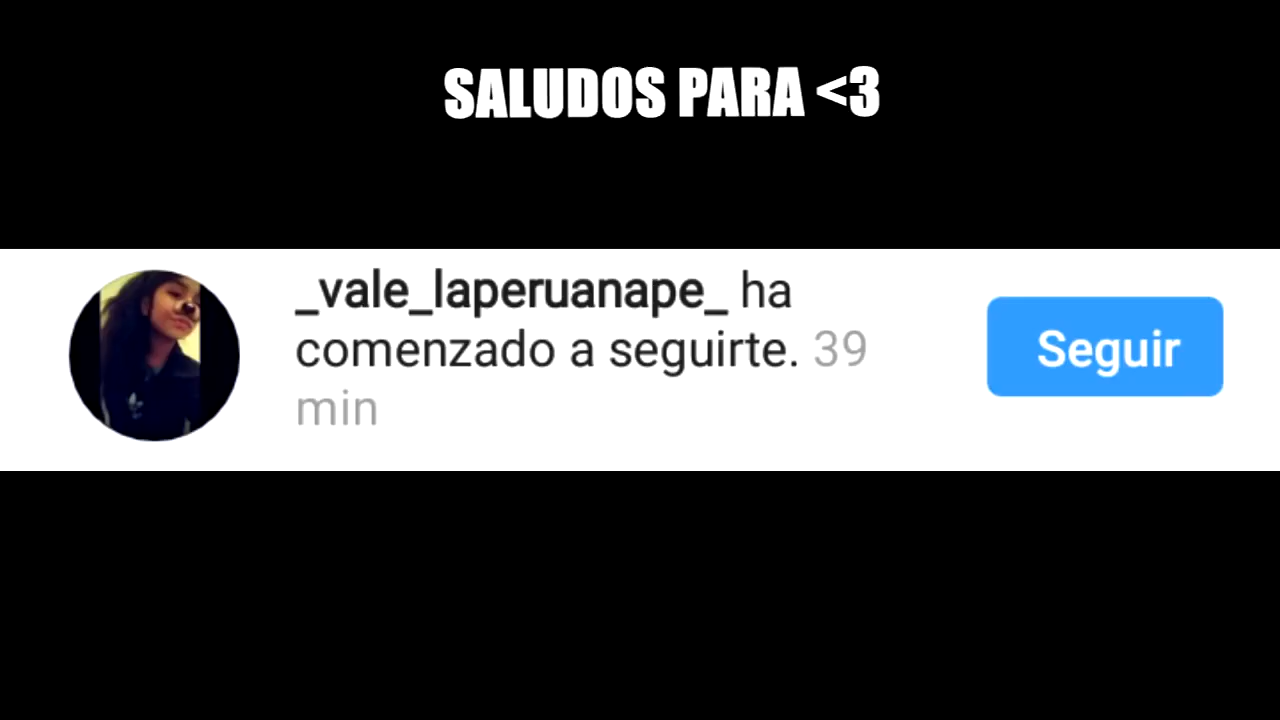 SALUDOS PARA <3
_vale_laperuanape_ ha
comenzado a seguirte. 39
min
Seguir